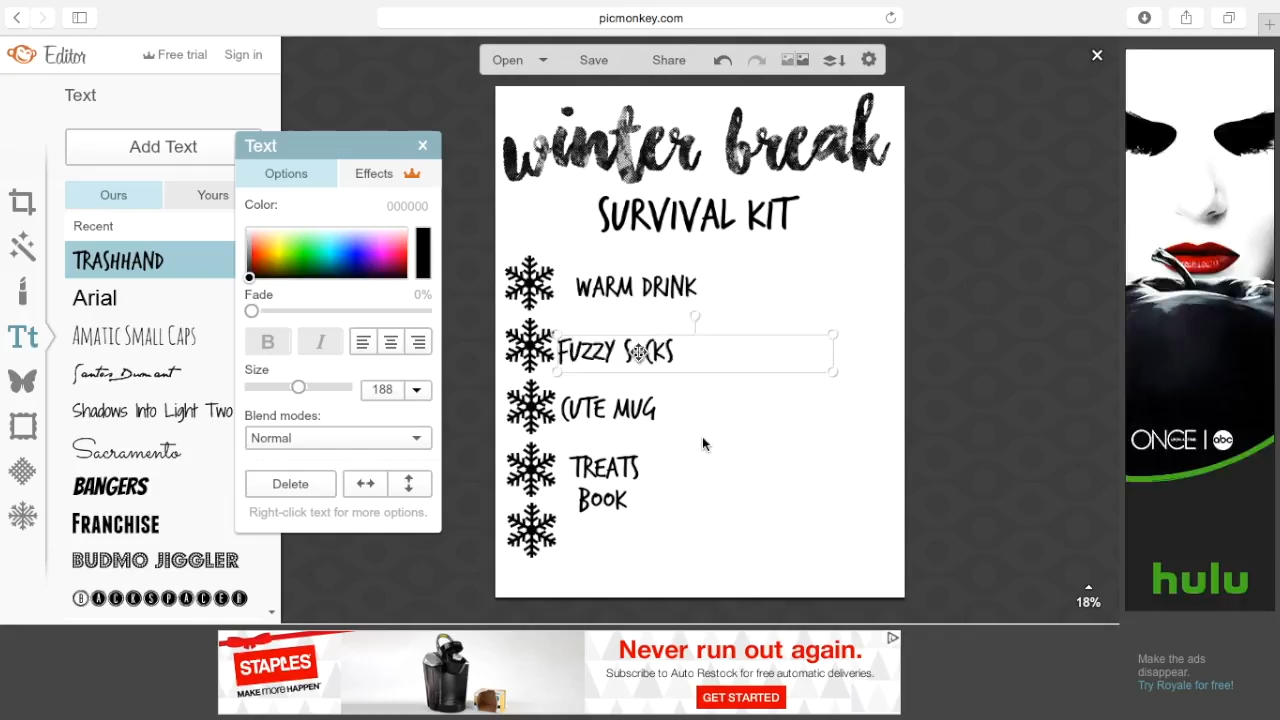 picmonkey.com
Editor
Free trial
Sign in
Text
Add Text
Ours
Yours
Recent
TRASHHAND
Arial
AMATIC SMALL CAPS
Santos Dumont
Shadows Into Light Two
Sacramento
BANGERS
FRANCHISE
BUDMO JIGGLER
BACKSPACER
Text
Options
Effects
Color:
000000
Fade
0%
B
I
Size
188
Blend modes:
Normal
Delete
Right-click text for more options.
Open
Save
Share
winter break
SURVIVAL KIT
WARM DRINK
FUZZY SOCKS
CUTE MUG
TREATS
BOOK
18%
ONCE
abc
hulu
STAPLES
MAKE more HAPPEN
Never run out again.
Subscribe to Auto Restock for free automatic deliveries.
GET STARTED
Make the ads
disappear.
Try Royale for free!